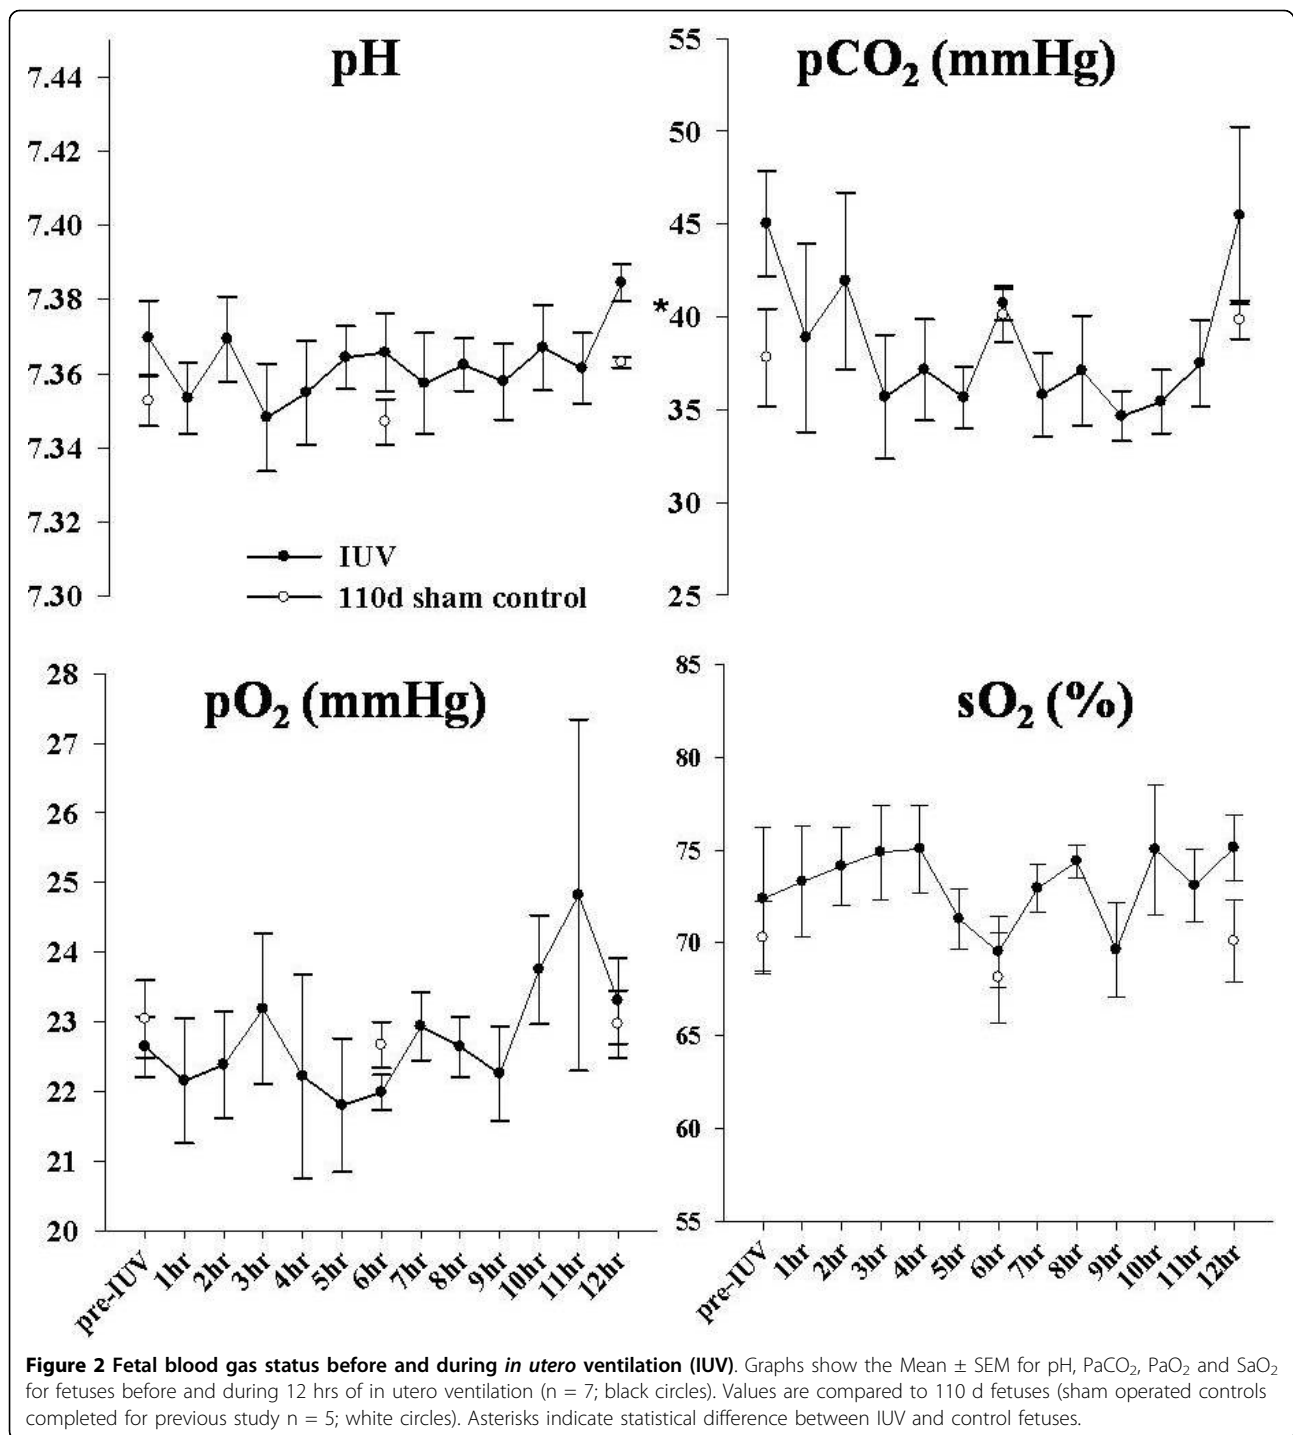 pH
7.44
7.42
7.40
7.38
7.36
7.34
7.32
7.30
*
IUV
110d sham control
pCO2 (mmHg)
55
50
45
40
35
30
25
pO2 (mmHg)
28
27
26
25
24
23
22
21
20
pre-IUV
1hr
2hr
3hr
4hr
5hr
6hr
7hr
8hr
9hr
10hr
11hr
12hr
sO2 (%)
85
80
75
70
65
60
55
pre-IUV
1hr
2hr
3hr
4hr
5hr
6hr
7hr
8hr
9hr
10hr
11hr
12hr
Figure 2 Fetal blood gas status before and during in utero ventilation (IUV). Graphs show the Mean ± SEM for pH, PaCO2, PaO2 and SaO2
for fetuses before and during 12 hrs of in utero ventilation (n = 7; black circles). Values are compared to 110 d fetuses (sham operated controls
completed for previous study n = 5; white circles). Asterisks indicate statistical difference between IUV and control fetuses.